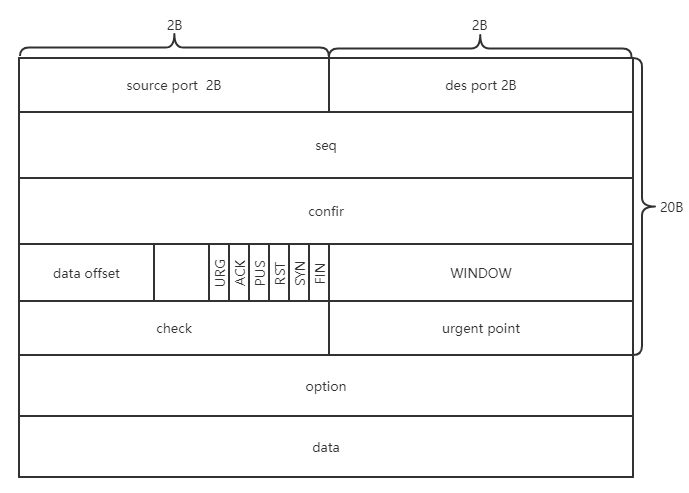 2B
2B
source port 2B
des port 2B
seq
confir
20B
data offset
URG
ACK
PUS
RST
SYN
FIN
WINDOW
check
urgent point
option
data